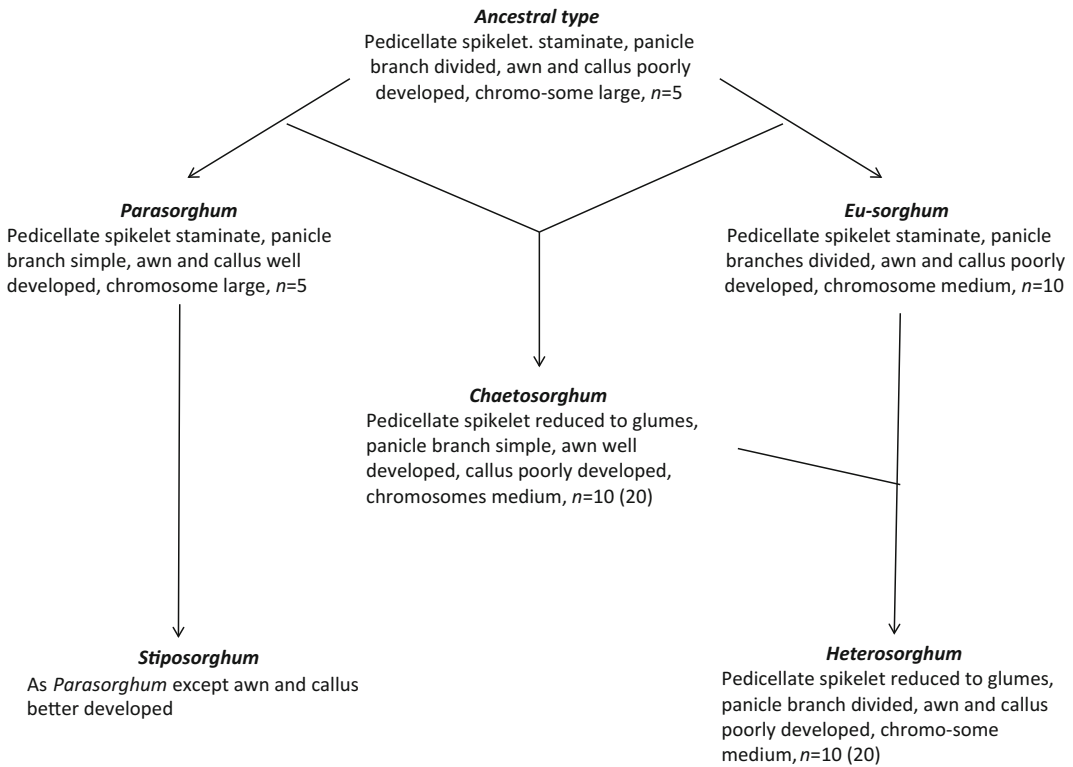 Ancestral type
Pedicellate spikelet. staminate, panicle
branch divided, awn and callus poorly
developed, chromo-some large, n=5
Parasorghum
Pedicellate spikelet staminate, panicle
branch simple, awn and callus well
developed, chromosome large, n=5
Eu-sorghum
Pedicellate spikelet staminate, panicle
branches divided, awn and callus poorly
developed, chromosome medium, n=10
Chaetosorghum
Pedicellate spikelet reduced to glumes,
panicle branch simple, awn well
developed, callus poorly developed,
chromosomes medium, n=10 (20)
Stiposorghum
As Parasorghum except awn and callus
better developed
Heterosorghum
Pedicellate spikelet reduced to glumes,
panicle branch divided, awn and callus
poorly developed, chromo-some
medium, n=10 (20)